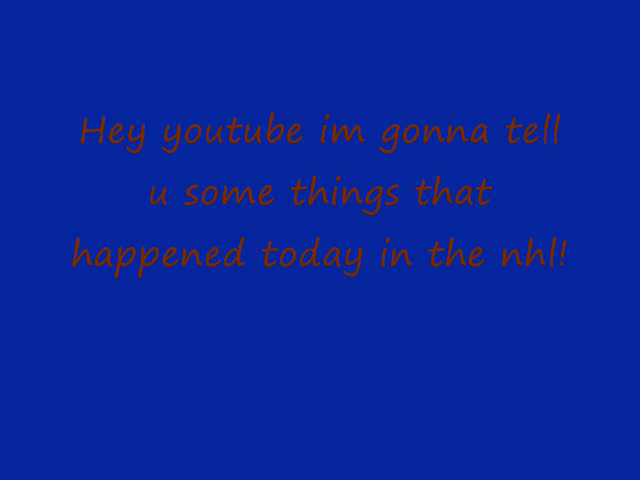 Hey youtube im gonna tell
u some things that
happened today in the nhl!